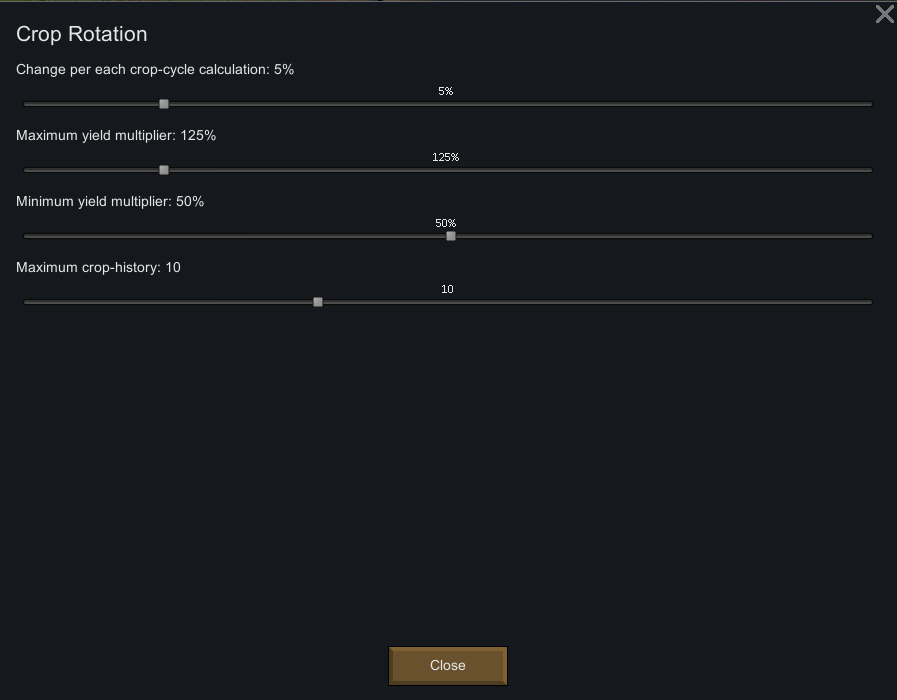 Crop Rotation
Change per each crop-cycle calculation: 5%
5%
Maximum yield multiplier: 125%
125%
Minimum yield multiplier: 50%
50%
Maximum crop-history: 10
10
Close